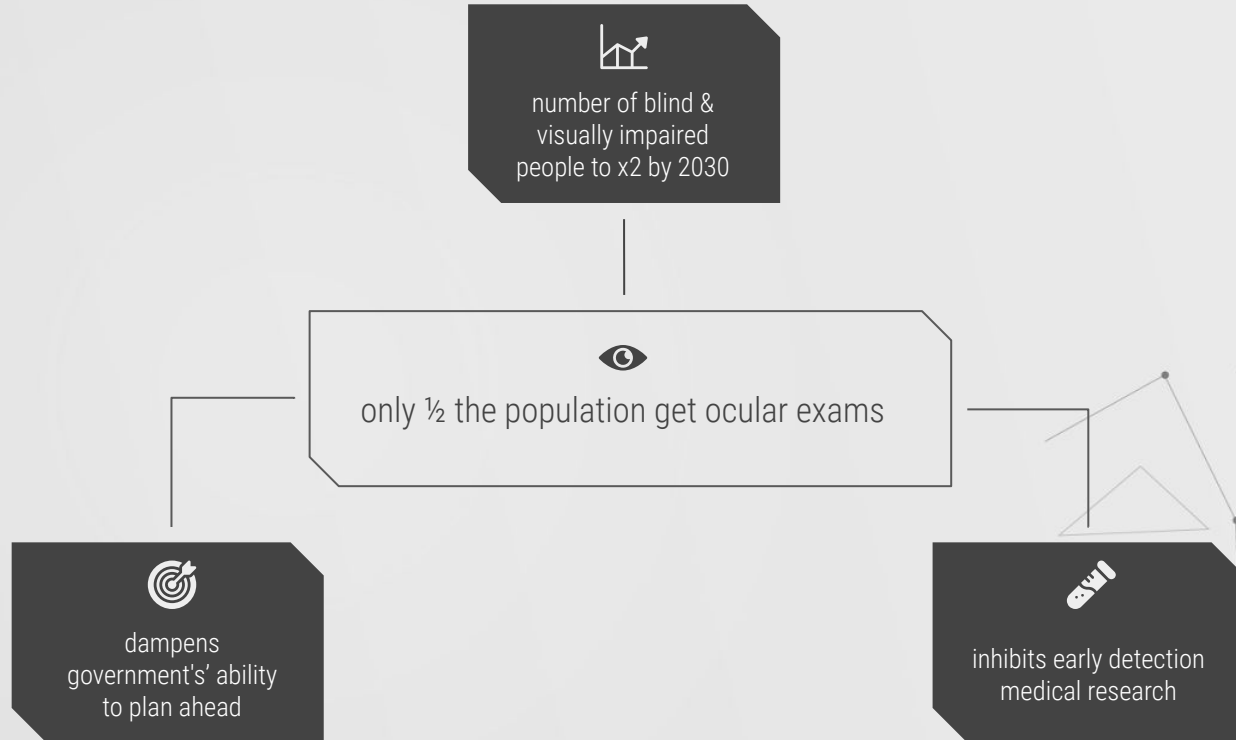 number of blind &
visually impaired
people to x2 by 2030
only ½ the population get ocular exams
dampens
government's' ability
to plan ahead
inhibits early detection
medical research